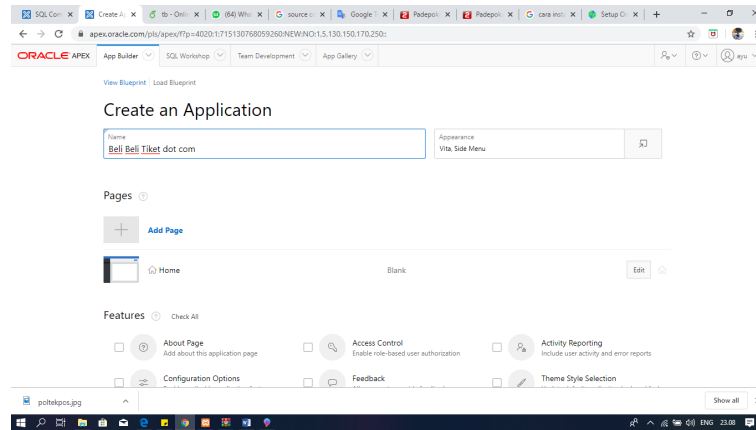 SQL Com
Create A
tb - Onlin
(64) Wha
source o
Google T
Padepok
Padepok
cara insta
Setup O
apex.oracle.com/pls/apex/f?p=4020:1:715130768059260:NEW:NO:1,5,130,150,170,250::
ORACLE APEX App Builder SQL Workshop Team Development App Gallery ayu
View Blueprint Load Blueprint
Create an Application
Name
Beli Beli Tiket dot com
Appearance
Vita, Side Menu
Pages
Add Page
Home Blank Edit
Features Check All
About Page
Add about this application page
Access Control
Enable role-based user authorization
Activity Reporting
Include user activity and error reports
Configuration Options
Feedback
Theme Style Selection
poltekpos.jpg Show all
ENG 23.08